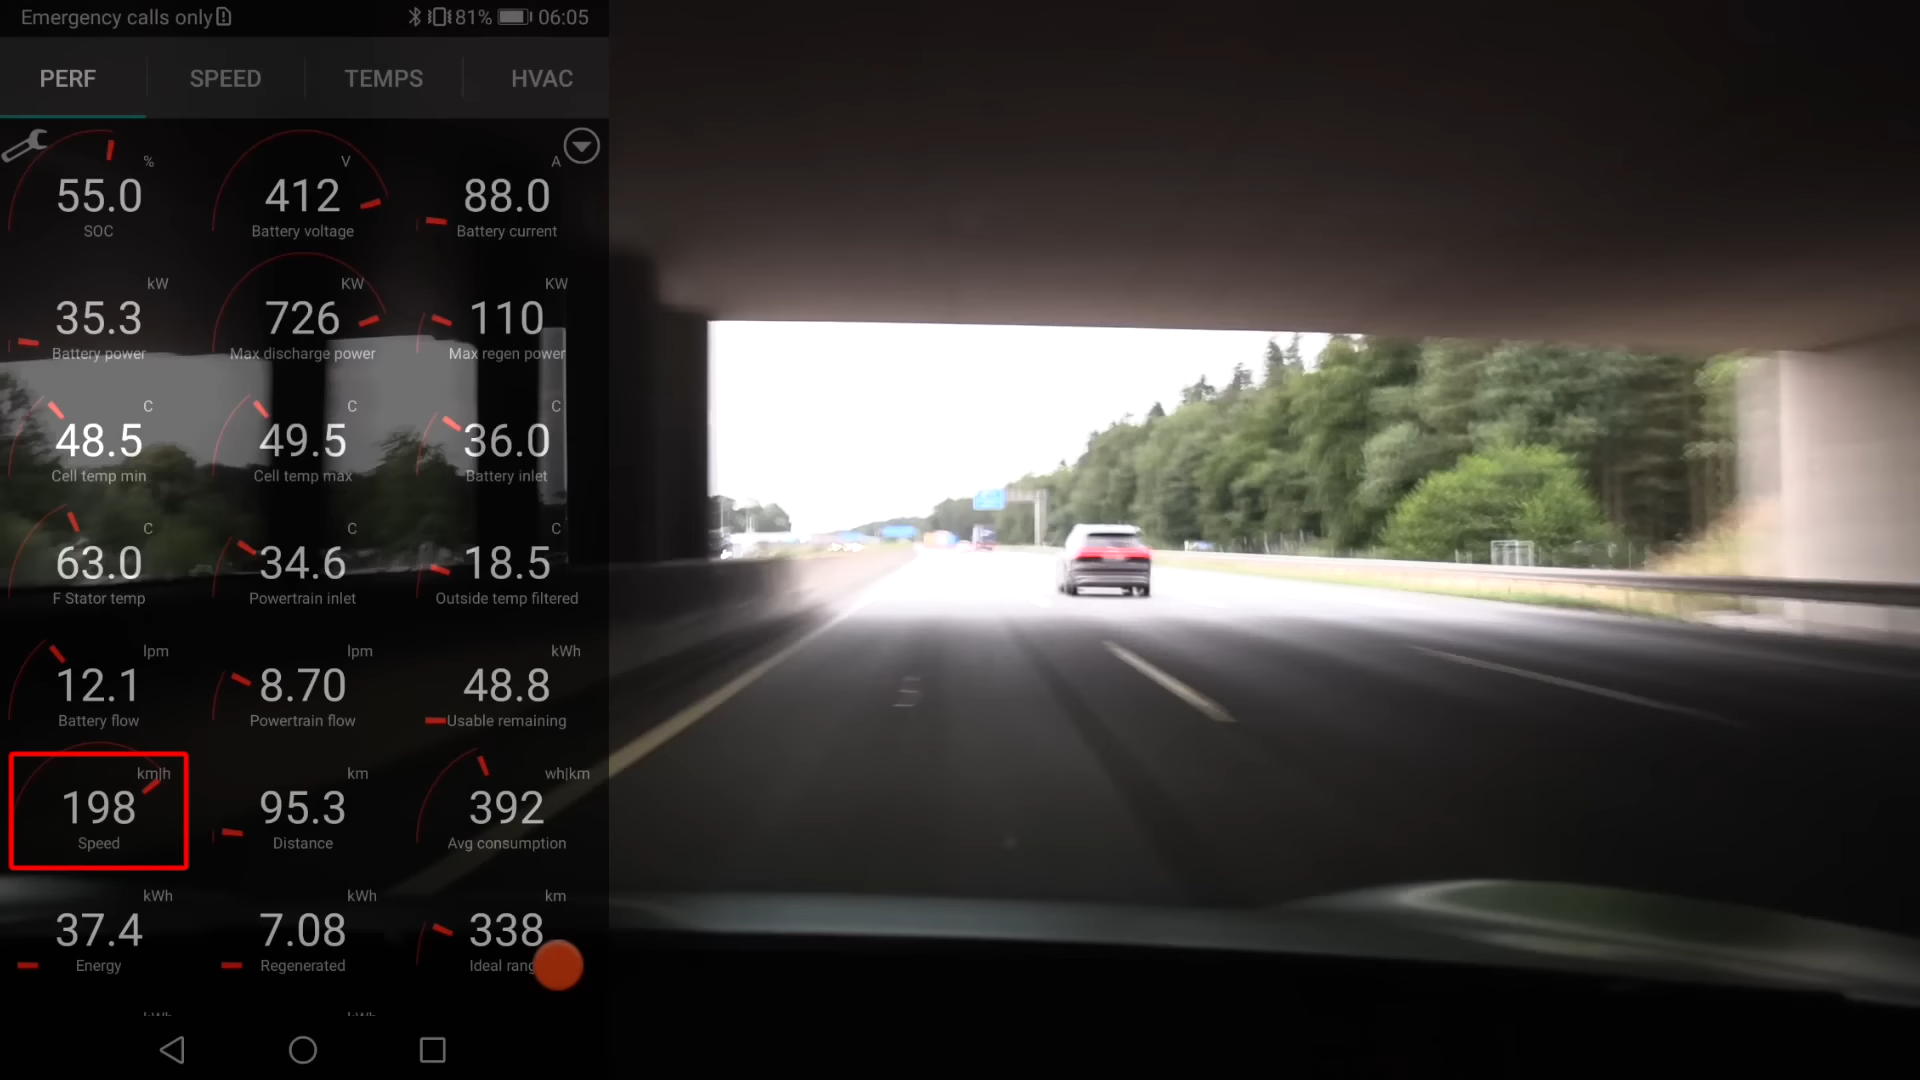 Emergency calls only 81% 06:05
PERF SPEED TEMPS HVAC
% V A
55.0 412 88.0
SOC Battery voltage Battery current
kW KW KW
35.3 726 110
Battery power Max discharge power Max regen power
C C C
48.5 49.5 36.0
Cell temp min Cell temp max Battery inlet
C C C
63.0 34.6 18.5
F Stator temp Powertrain inlet Outside temp filtered
lpm lpm kWh
12.1 8.70 48.8
Battery flow Powertrain flow Usable remaining
km|h km wh|km
198 95.3 392
Speed Distance Avg consumption
kWh kWh km
37.4 7.08 338
Energy Regenerated Ideal rang